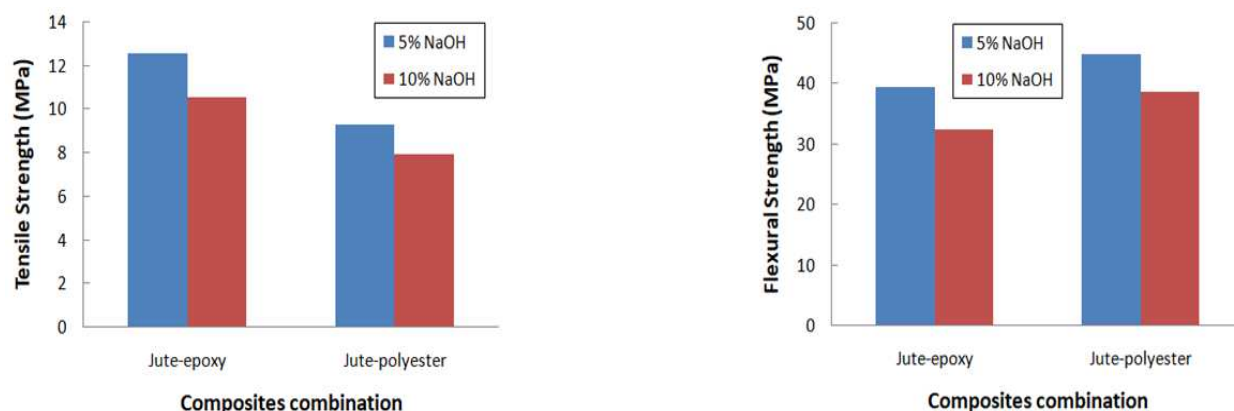 14
12
10
8
6
4
2
0
Tensile Strength (MPa)
5% NaOH
10% NaOH
Jute-epoxy Jute-polyester
Composites combination
50
40
30
20
10
0
Flexural Strength (MPa)
5% NaOH
10% NaOH
Jute-epoxy Jute-polyester
Composites combination